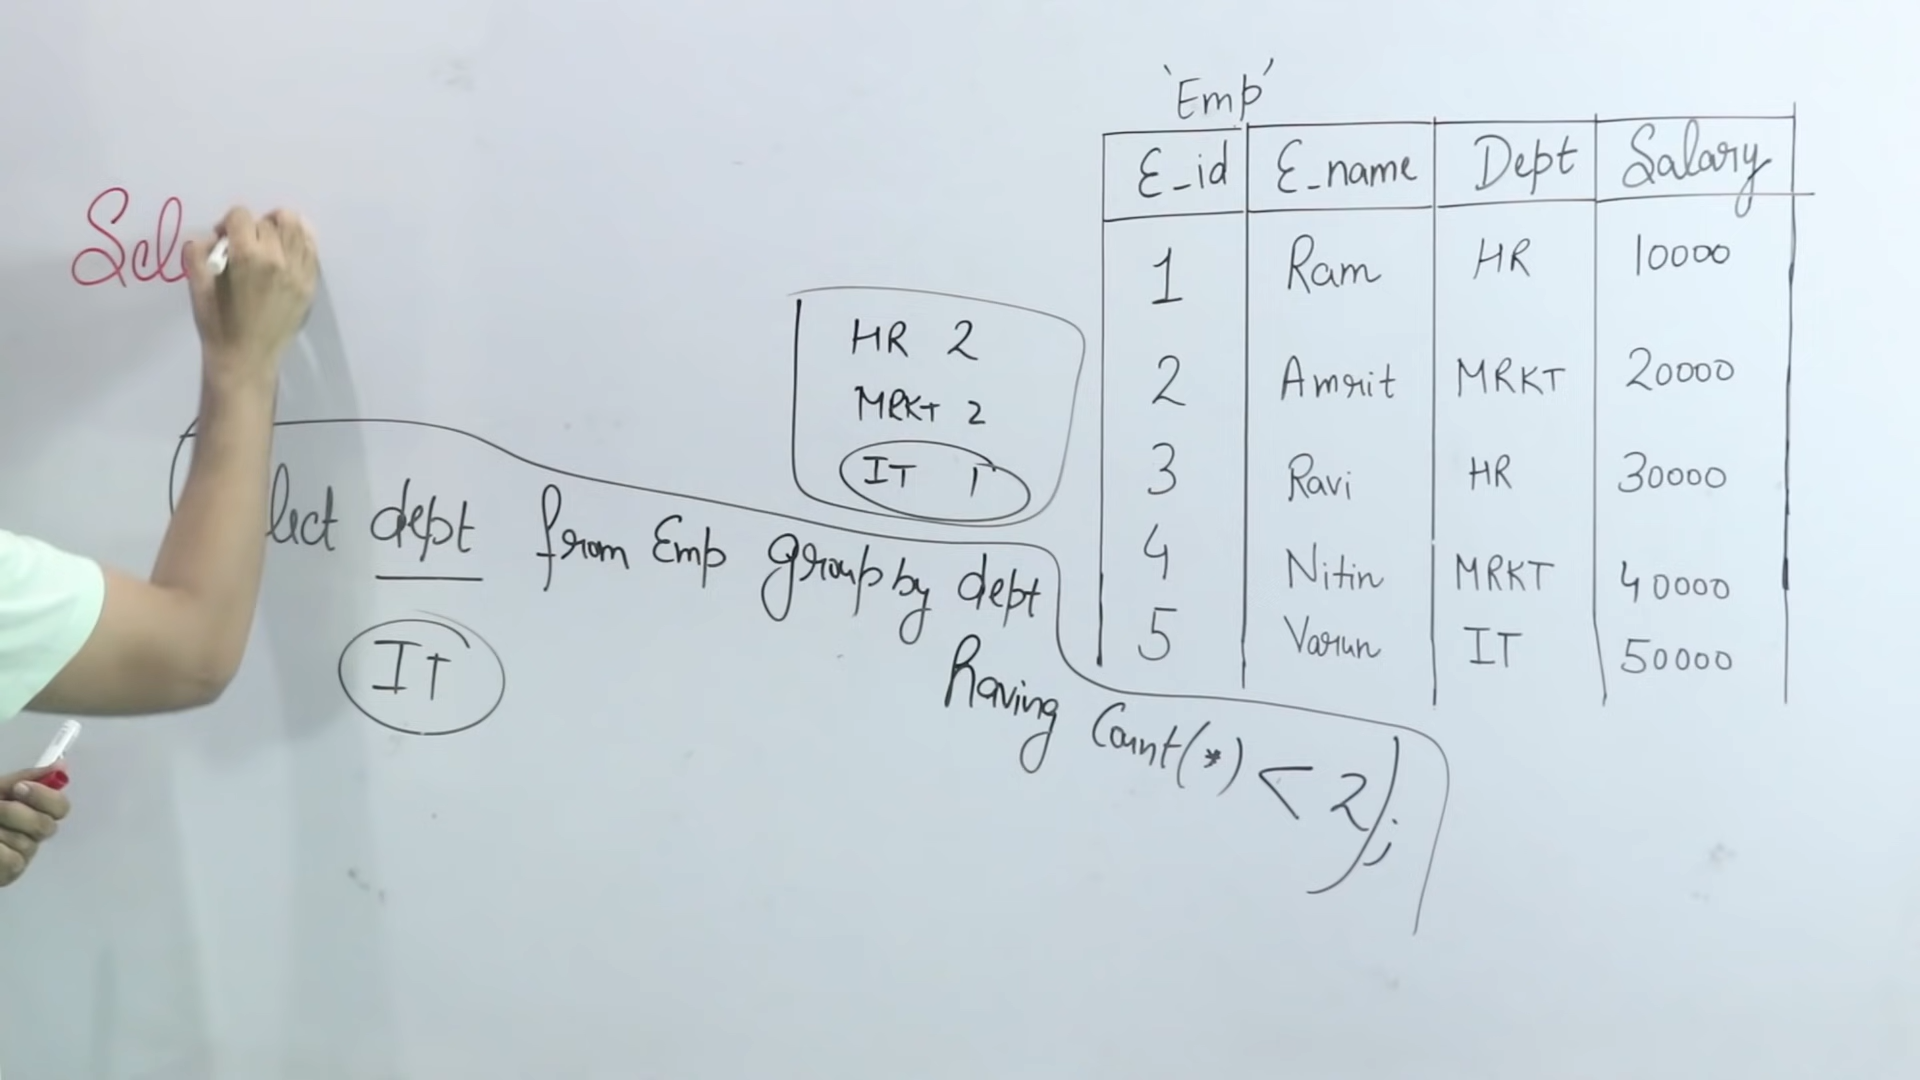 'Emp'
E_id E_name Dept Salary
1 Ram HR 10000
2 Amrit MRKT 20000
3 Ravi HR 30000
4 Nitin MRKT 40000
5 Varun IT 50000
Sele
HR 2
MRKT 2
IT 1
lect dept from Emp group by dept
having Count(*) < 2);
IT